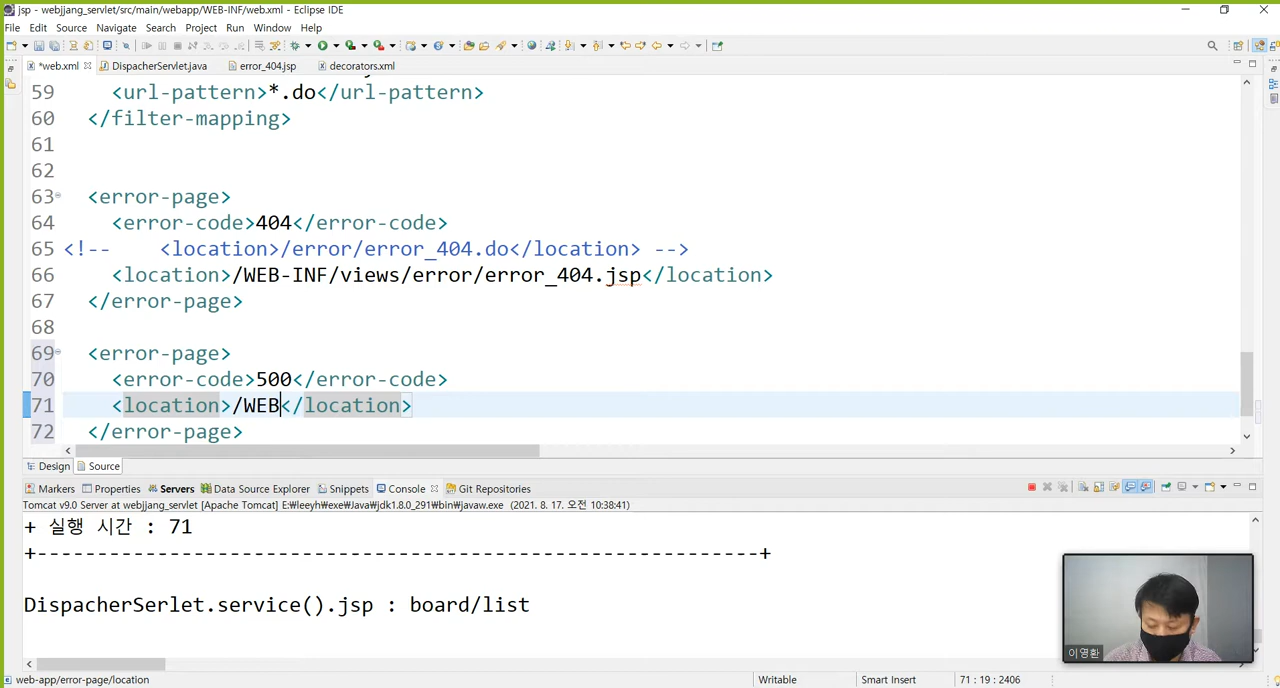 jsp - webjjang_servlet/src/main/webapp/WEB-INF/web.xml - Eclipse IDE
File Edit Source Navigate Search Project Run Window Help
*web.xml DispacherServlet.java error_404.jsp decorators.xml
59 <url-pattern>*.do</url-pattern>
60 </filter-mapping>
61
62
63 <error-page>
64 <error-code>404</error-code>
65 <!-- <location>/error/error_404.do</location> -->
66 <location>/WEB-INF/views/error/error_404.jsp</location>
67 </error-page>
68
69 <error-page>
70 <error-code>500</error-code>
71 <location>/WEB</location>
72 </error-page>
Design Source
Markers Properties Servers Data Source Explorer Snippets Console Git Repositories
Tomcat v9.0 Server at webjjang_servlet [Apache Tomcat] E:₩leeyh₩exe₩Java₩jdk1.8.0_291₩bin₩javaw.exe (2021. 8. 17. 오전 10:38:41)
+ 실행 시간 : 71
+------------------------------------------------------------+
DispacherSerlet.service().jsp : board/list
이영환
web-app/error-page/location Writable Smart Insert 71 : 19 : 2406